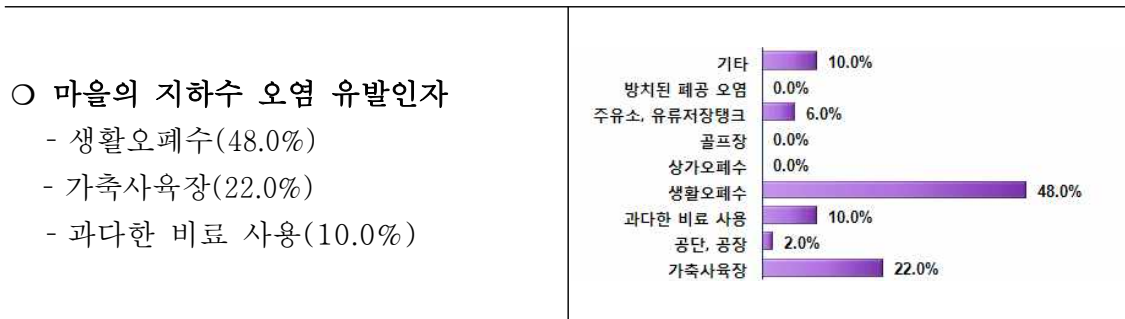 ❍ 마을의 지하수 오염 유발인자
- 생활오폐수(48.0%)
- 가축사육장(22.0%)
- 과다한 비료 사용(10.0%)
기타 10.0%
방치된 폐공 오염 0.0%
주유소, 유류저장탱크 6.0%
골프장 0.0%
상가오폐수 0.0%
생활오폐수 48.0%
과다한 비료 사용 10.0%
공단, 공장 2.0%
가축사육장 22.0%